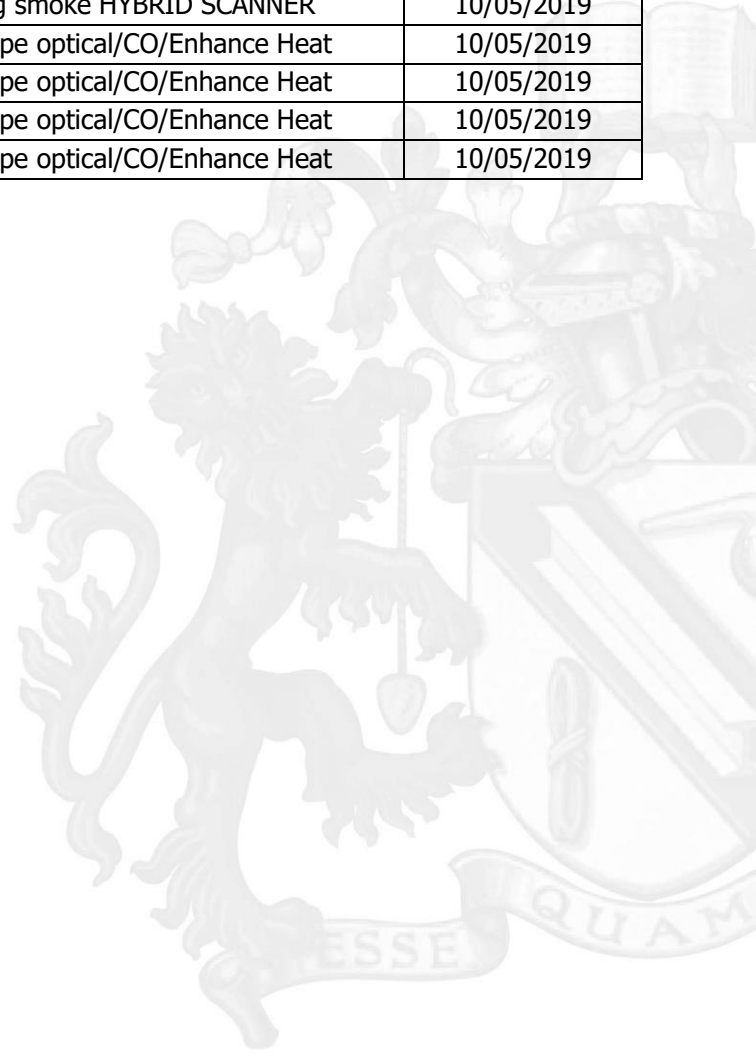 g smoke HYBRID SCANNER 10/05/2019
pe optical/CO/Enhance Heat 10/05/2019
pe optical/CO/Enhance Heat 10/05/2019
pe optical/CO/Enhance Heat 10/05/2019
pe optical/CO/Enhance Heat 10/05/2019
ESSE QUAM